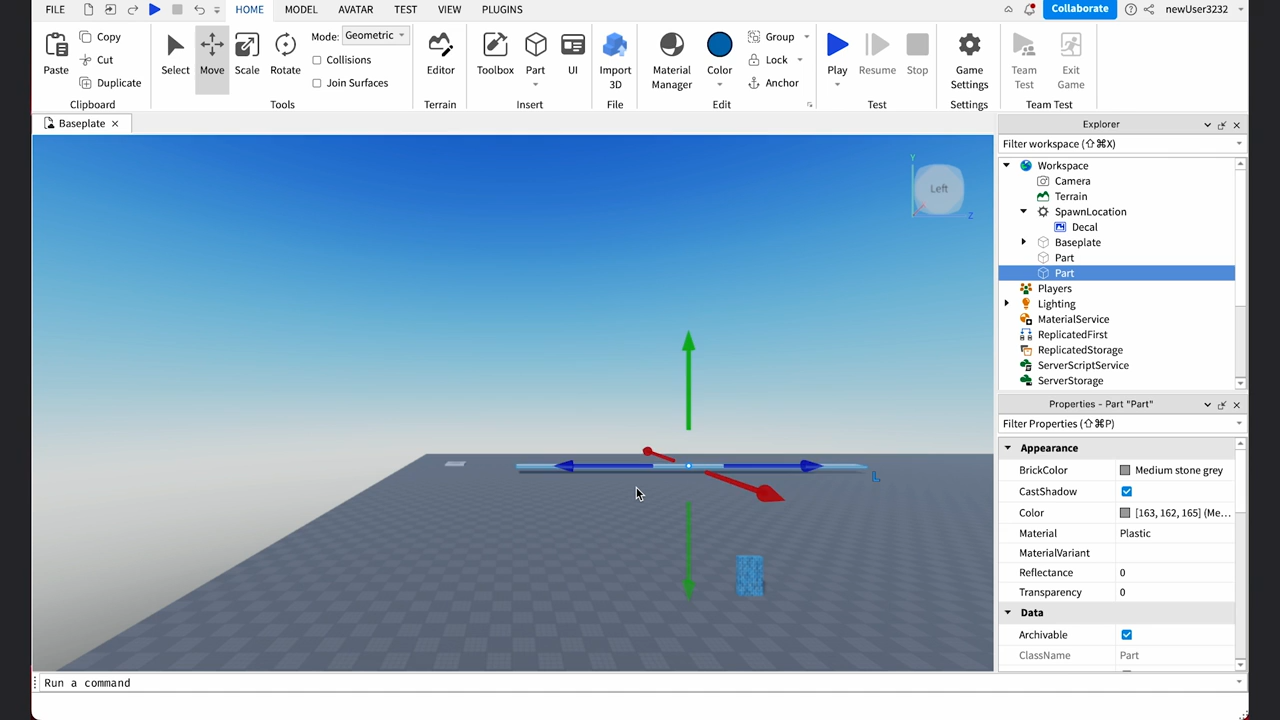 FILE HOME MODEL AVATAR TEST VIEW PLUGINS Collaborate newUser3232
Paste Copy Cut Duplicate Clipboard
Select Move Scale Rotate Mode: Geometric Collisions Join Surfaces Tools
Editor Terrain
Toolbox Part UI Insert
Import 3D File
Material Manager Color Group Lock Anchor Edit
Play Resume Stop Test
Game Settings Settings
Team Test Exit Game Team Test
Baseplate
Y
Left
Z
L
Explorer
Filter workspace (⇧⌘X)
Workspace
Camera
Terrain
SpawnLocation
Decal
Baseplate
Part
Part
Players
Lighting
MaterialService
ReplicatedFirst
ReplicatedStorage
ServerScriptService
ServerStorage
Properties - Part "Part"
Filter Properties (⇧⌘P)
Appearance
BrickColor Medium stone grey
CastShadow
Color [163, 162, 165] (Me...
Material Plastic
MaterialVariant
Reflectance 0
Transparency 0
Data
Archivable
ClassName Part
Run a command